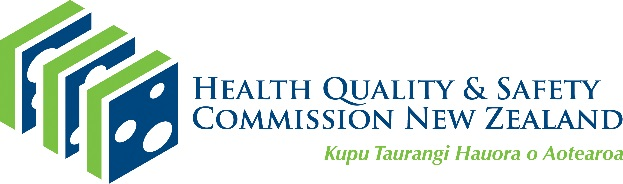 HEALTH QUALITY & SAFETY
COMMISSION NEW ZEALAND
Kupu Taurangi Hauora o Aotearoa